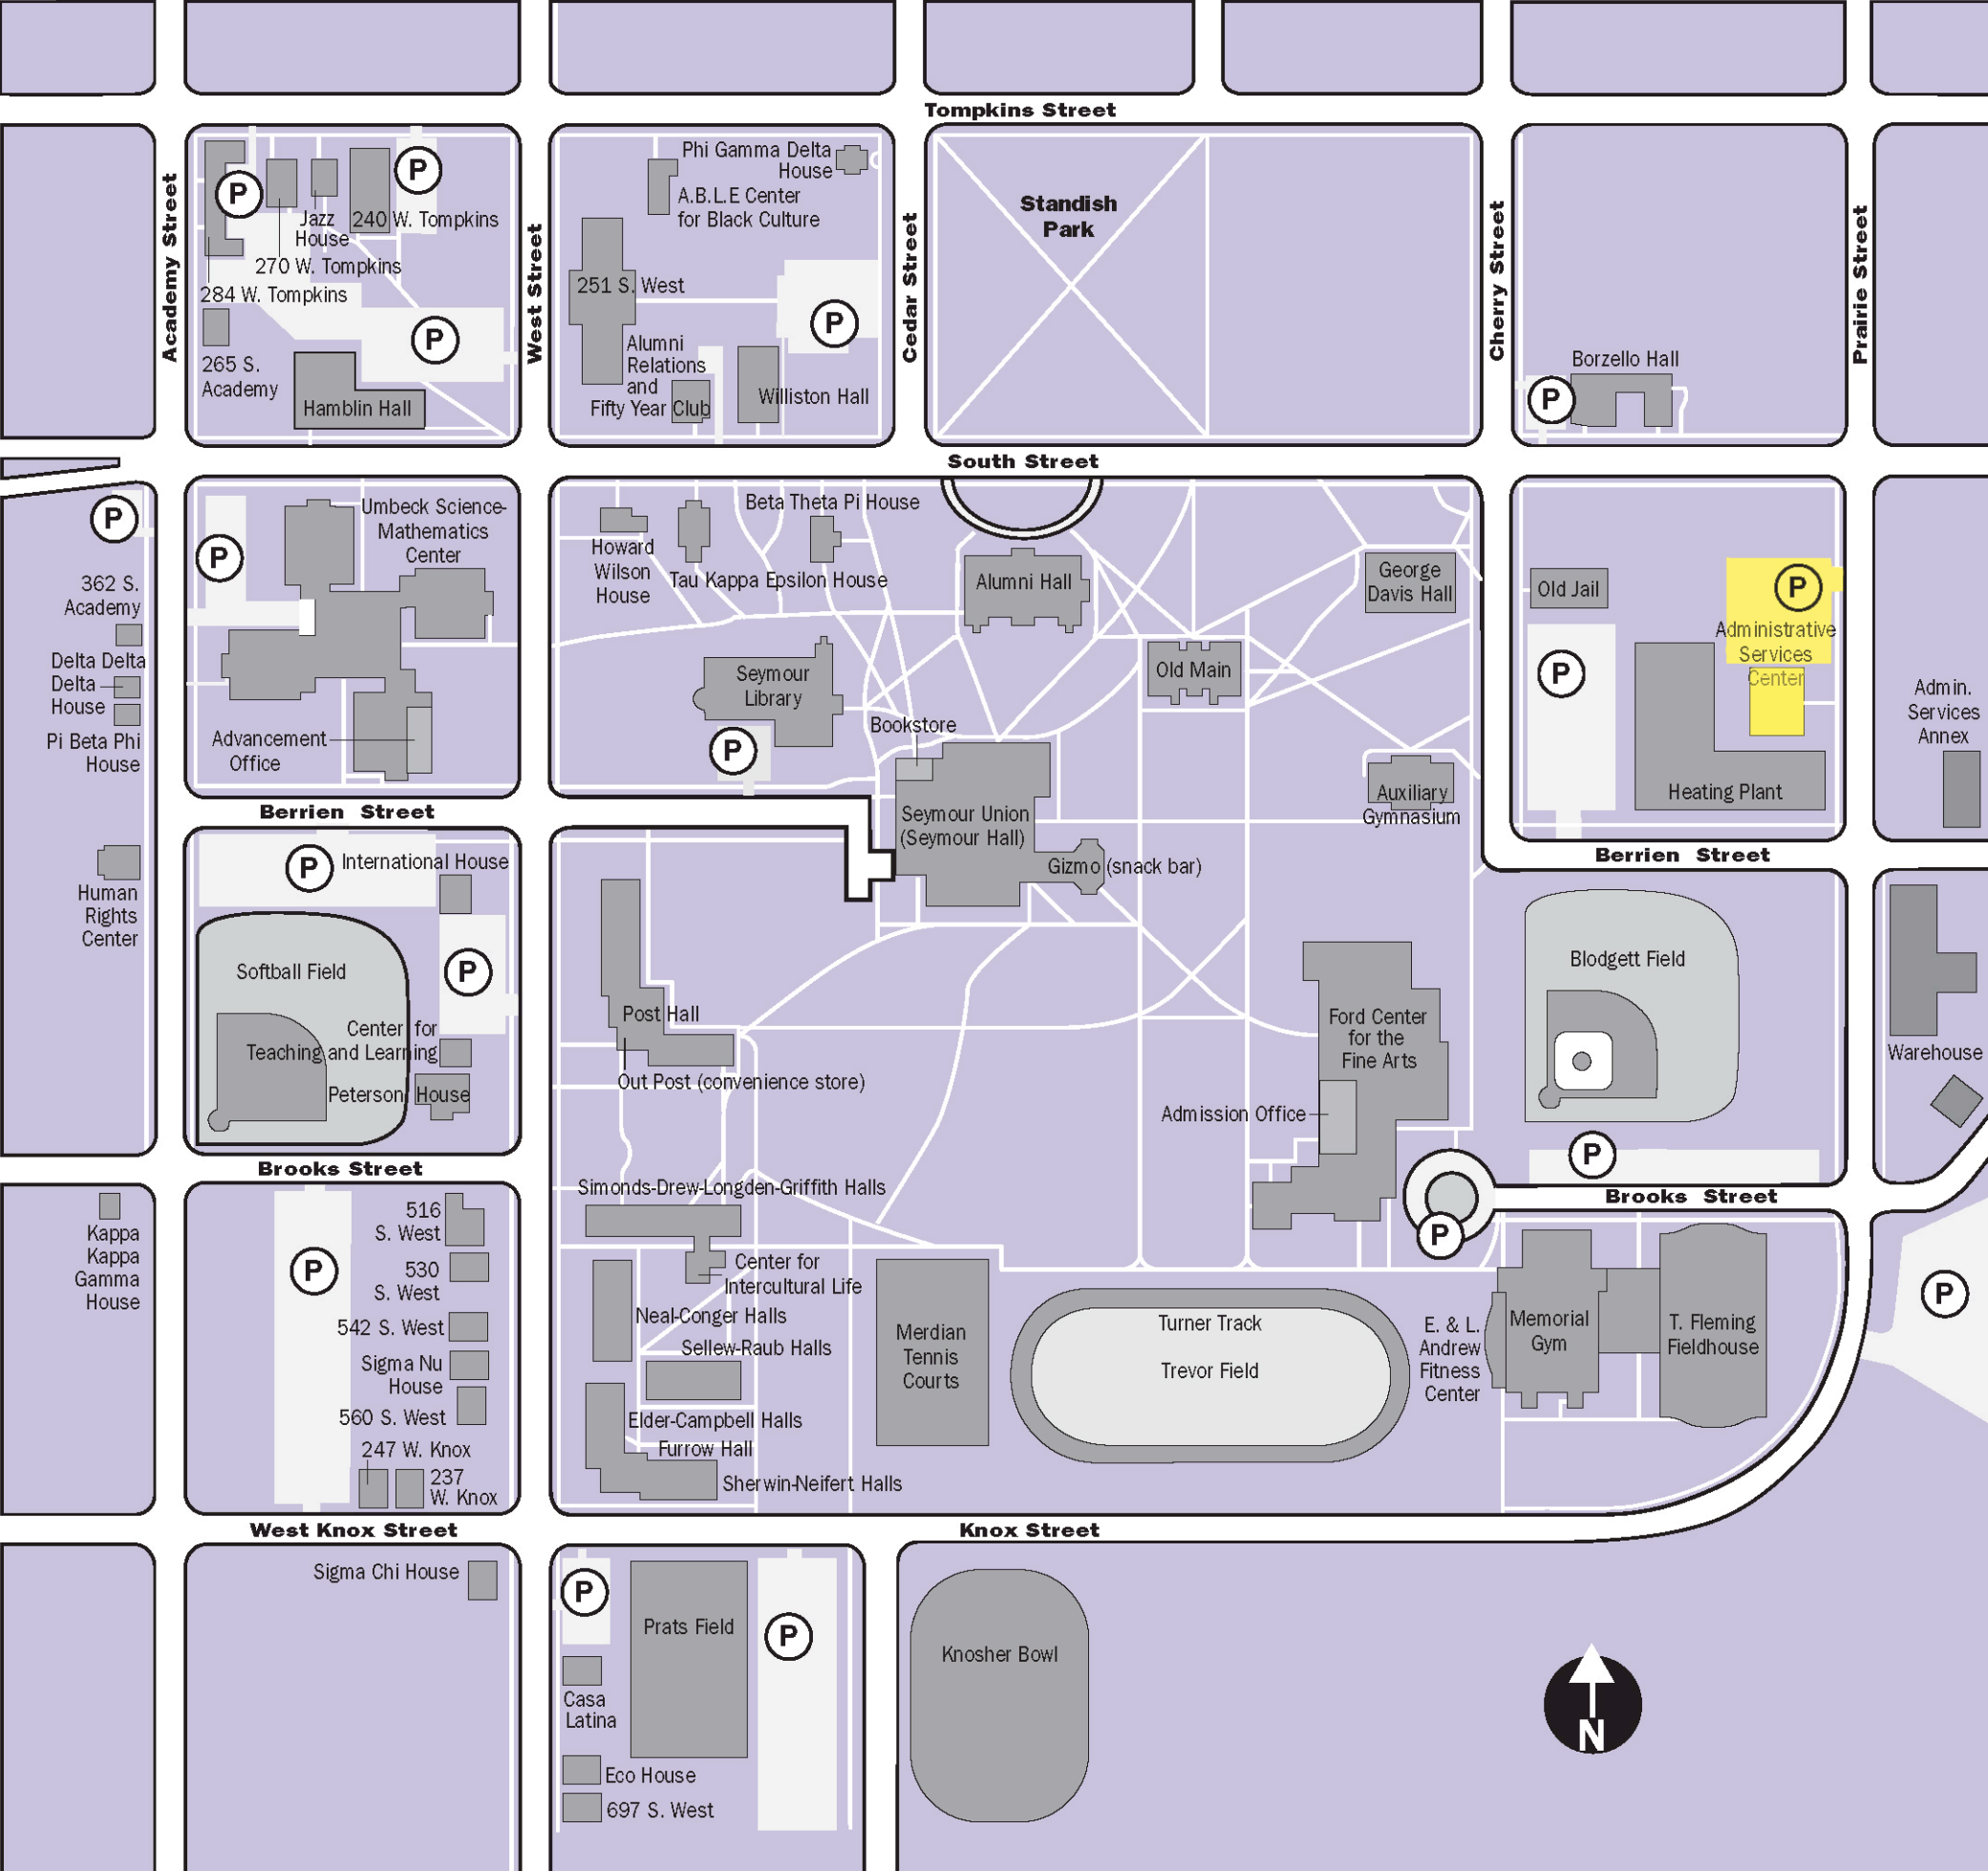 Tompkins Street
Academy Street
West Street
Cedar Street
Cherry Street
Prairie Street
P
P
Jazz
House
240 W. Tompkins
270 W. Tompkins
284 W. Tompkins
P
265 S.
Academy
Hamblin Hall
Phi Gamma Delta
House
A.B.L.E Center
for Black Culture
251 S. West
P
Alumni
Relations
and
Fifty Year Club
Williston Hall
Standish
Park
Borzello Hall
P
South Street
P
362 S.
Academy
Delta Delta
Delta
House
Pi Beta Phi
House
Human
Rights
Center
P
Umbeck Science-
Mathematics
Center
Advancement
Office
Berrien Street
Beta Theta Pi House
Howard
Wilson
House
Tau Kappa Epsilon House
Alumni Hall
George
Davis Hall
Seymour
Library
Old Main
P
Bookstore
Seymour Union
(Seymour Hall)
Gizmo (snack bar)
Auxiliary
Gymnasium
Old Jail
P
Administrative
Services
Center
P
Heating Plant
Berrien Street
Admin.
Services
Annex
P
International House
Softball Field
P
Center for
Teaching and Learning
Peterson House
Brooks Street
Post Hall
Out Post (convenience store)
Ford Center
for the
Fine Arts
Admission Office
Blodgett Field
P
Warehouse
Brooks Street
P
Kappa
Kappa
Gamma
House
P
516
S. West
530
S. West
542 S. West
Sigma Nu
House
560 S. West
247 W. Knox
237
W. Knox
Simonds-Drew-Longden-Griffith Halls
Center for
Intercultural Life
Neal-Conger Halls
Sellew-Raub Halls
Elder-Campbell Halls
Furrow Hall
Sherwin-Neifert Halls
Merdian
Tennis
Courts
Turner Track
Trevor Field
E. & L.
Andrew
Fitness
Center
Memorial
Gym
T. Fleming
Fieldhouse
P
West Knox Street
Knox Street
Sigma Chi House
P
Prats Field
P
Casa
Latina
Eco House
697 S. West
Knosher Bowl
N